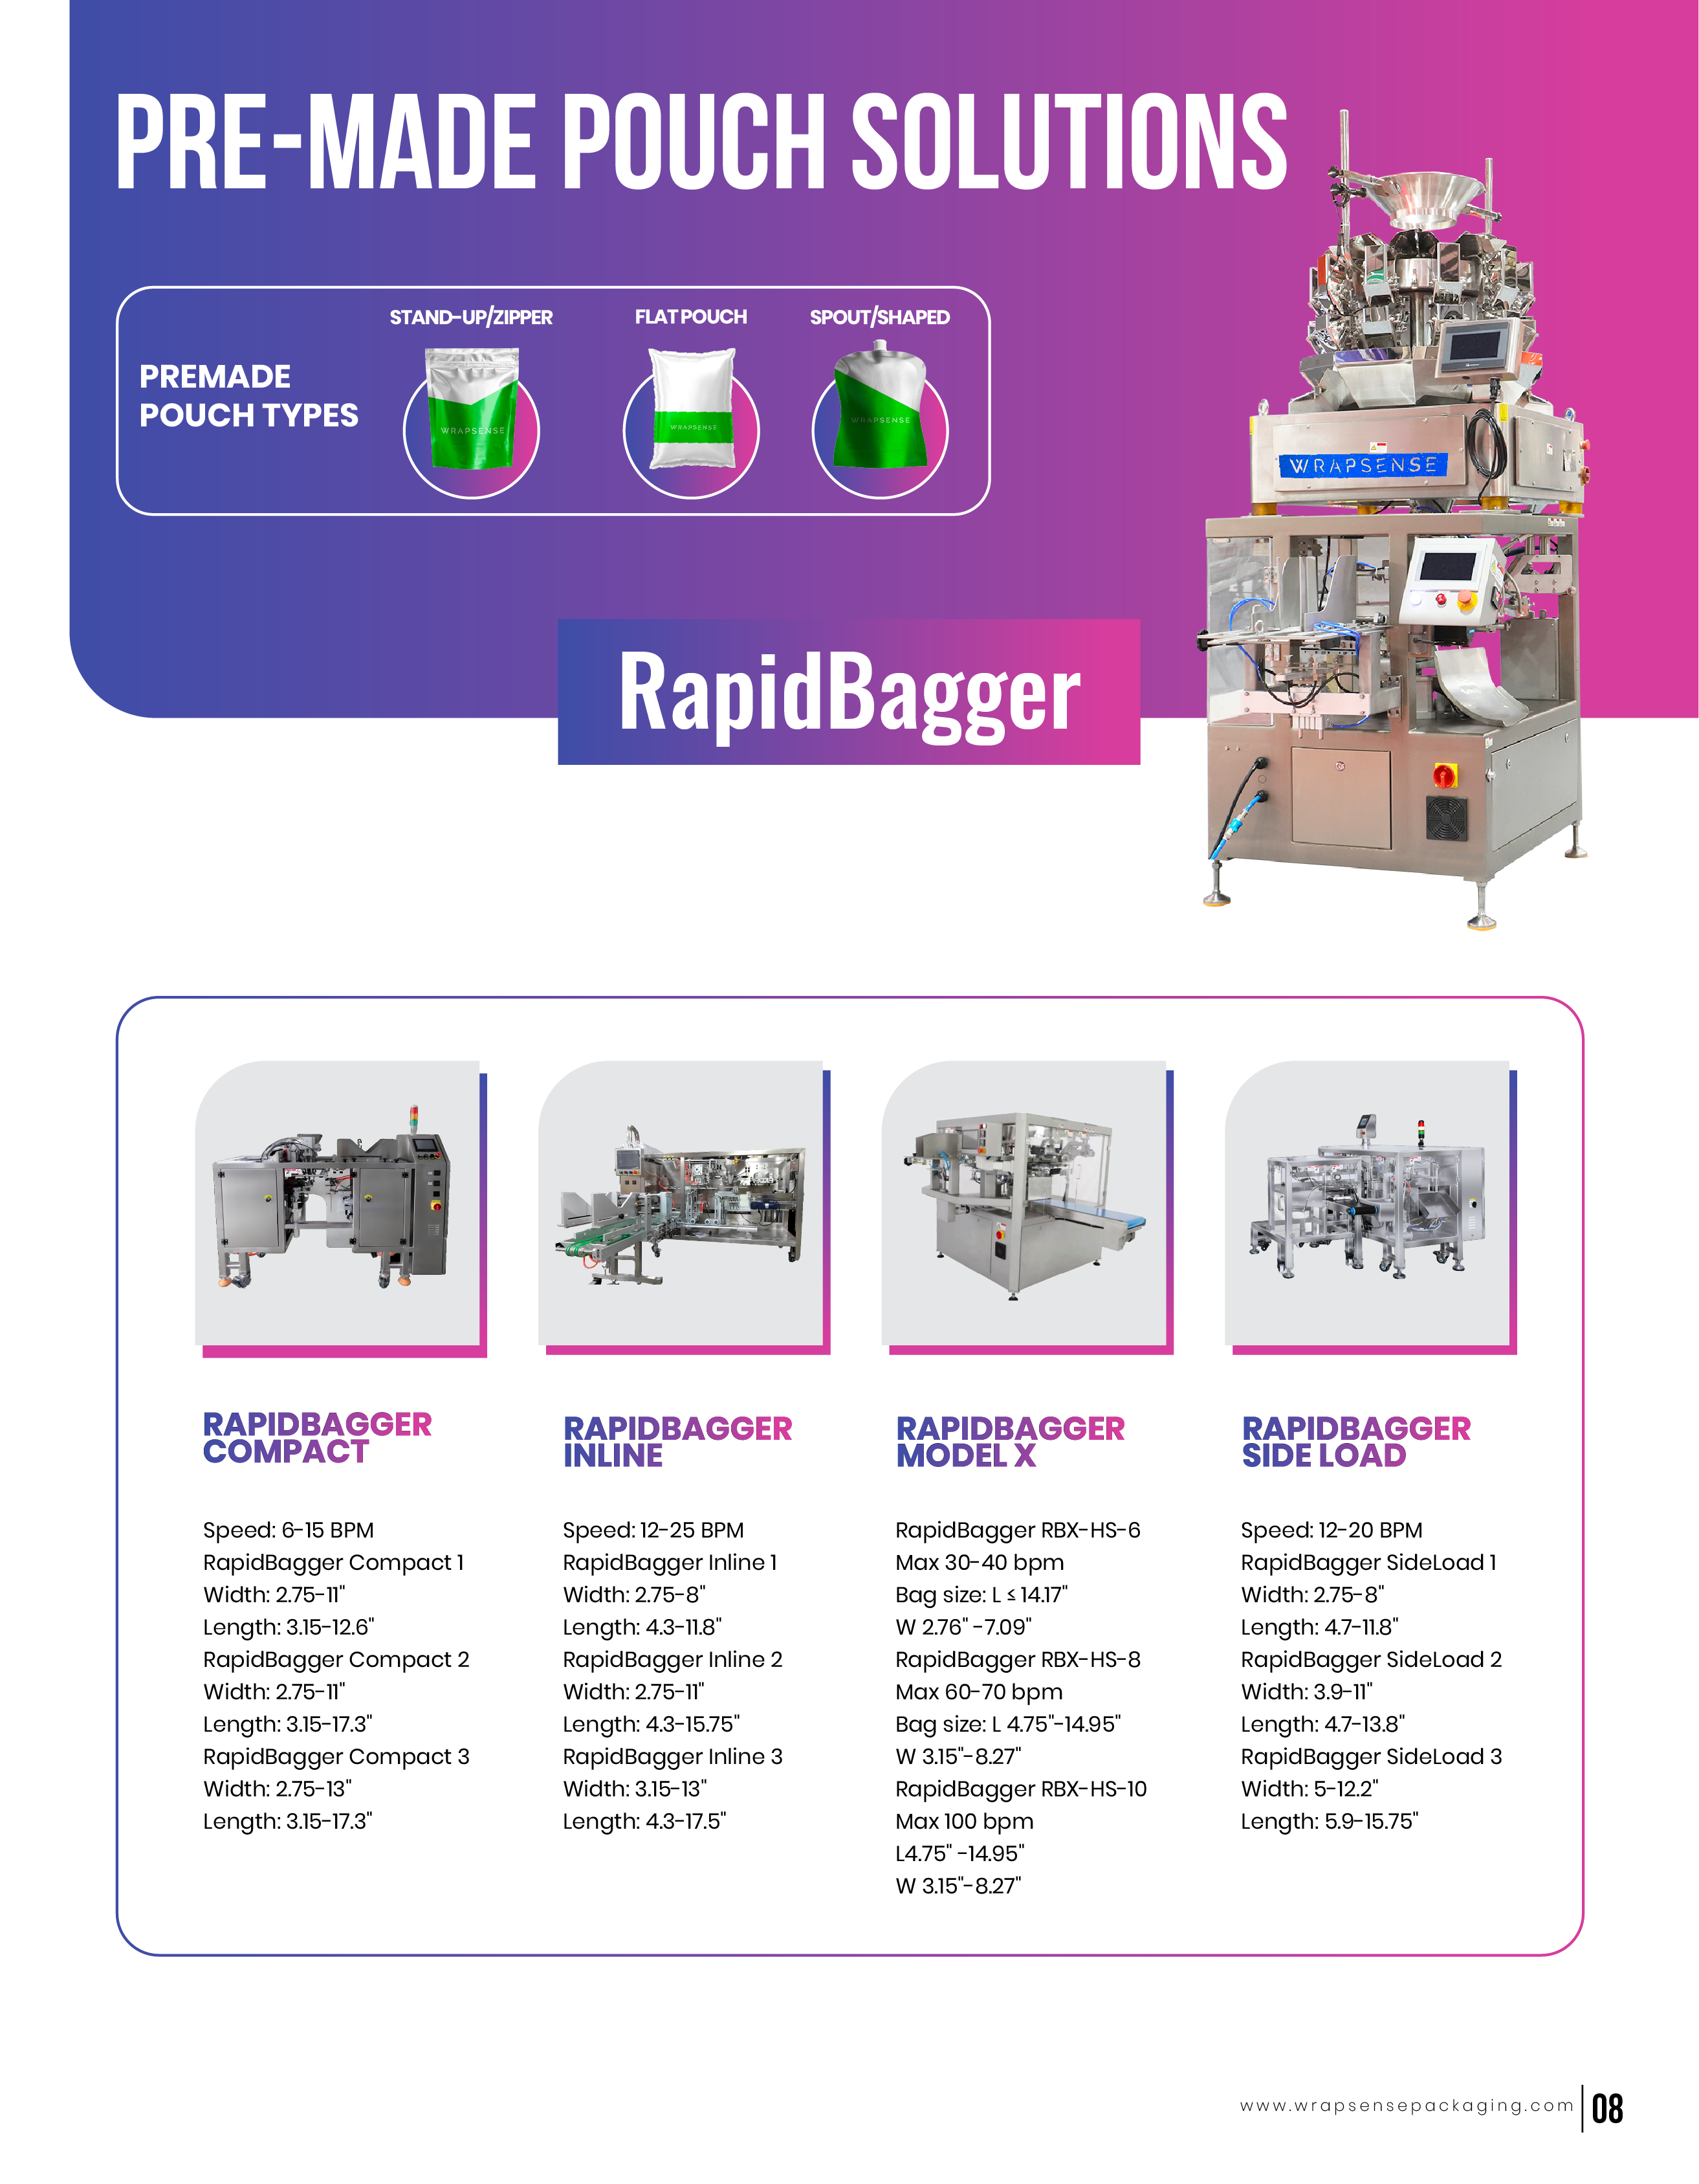 PRE-MADE POUCH SOLUTIONS
PREMADE
POUCH TYPES
STAND-UP/ZIPPER
FLAT POUCH
SPOUT/SHAPED
WRAPSENSE
WRAPSENSE
WRAPSENSE
WRAPSENSE
RapidBagger
RAPIDBAGGER
COMPACT
Speed: 6-15 BPM
RapidBagger Compact 1
Width: 2.75-11"
Length: 3.15-12.6"
RapidBagger Compact 2
Width: 2.75-11"
Length: 3.15-17.3"
RapidBagger Compact 3
Width: 2.75-13"
Length: 3.15-17.3"
RAPIDBAGGER
INLINE
Speed: 12-25 BPM
RapidBagger Inline 1
Width: 2.75-8"
Length: 4.3-11.8"
RapidBagger Inline 2
Width: 2.75-11"
Length: 4.3-15.75"
RapidBagger Inline 3
Width: 3.15-13"
Length: 4.3-17.5"
RAPIDBAGGER
MODEL X
RapidBagger RBX-HS-6
Max 30-40 bpm
Bag size: L ≤ 14.17"
W 2.76" -7.09"
RapidBagger RBX-HS-8
Max 60-70 bpm
Bag size: L 4.75"-14.95"
W 3.15"-8.27"
RapidBagger RBX-HS-10
Max 100 bpm
L4.75" -14.95"
W 3.15"-8.27"
RAPIDBAGGER
SIDE LOAD
Speed: 12-20 BPM
RapidBagger SideLoad 1
Width: 2.75-8"
Length: 4.7-11.8"
RapidBagger SideLoad 2
Width: 3.9-11"
Length: 4.7-13.8"
RapidBagger SideLoad 3
Width: 5-12.2"
Length: 5.9-15.75"
www.wrapsensepackaging.com
08